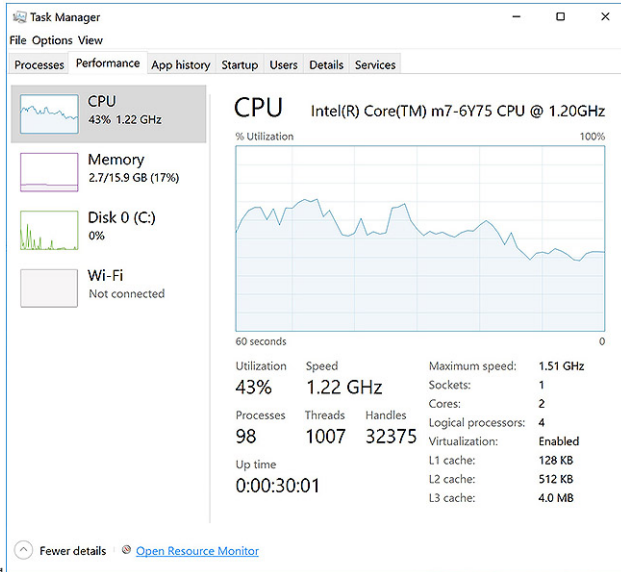 Task Manager
File Options View
Processes Performance App history Startup Users Details Services
CPU
43% 1.22 GHz
Memory
2.7/15.9 GB (17%)
Disk 0 (C:)
0%
Wi-Fi
Not connected
CPU Intel(R) Core(TM) m7-6Y75 CPU @ 1.20GHz
% Utilization 100%
60 seconds 0
Utilization Speed
43% 1.22 GHz
Processes Threads Handles
98 1007 32375
Up time
0:00:30:01
Maximum speed: 1.51 GHz
Sockets: 1
Cores: 2
Logical processors: 4
Virtualization: Enabled
L1 cache: 128 KB
L2 cache: 512 KB
L3 cache: 4.0 MB
Fewer details Open Resource Monitor